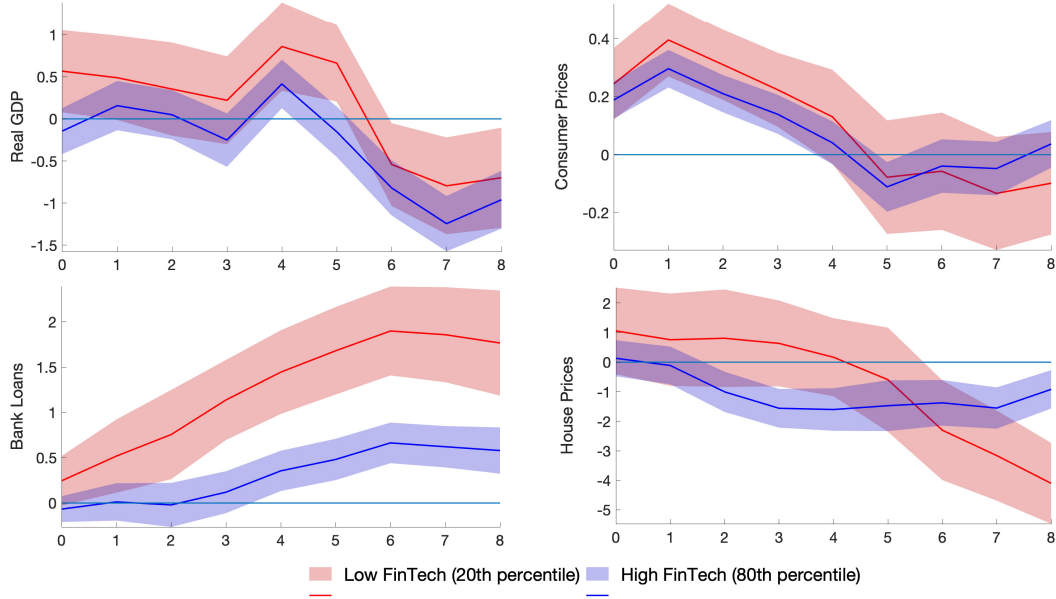 Real GDP
1
0.5
0
-0.5
-1
-1.5
0 1 2 3 4 5 6 7 8
Consumer Prices
0.4
0.2
0
-0.2
0 1 2 3 4 5 6 7 8
Bank Loans
2
1.5
1
0.5
0
0 1 2 3 4 5 6 7 8
House Prices
2
1
0
-1
-2
-3
-4
-5
0 1 2 3 4 5 6 7 8
Low FinTech (20th percentile) High FinTech (80th percentile)